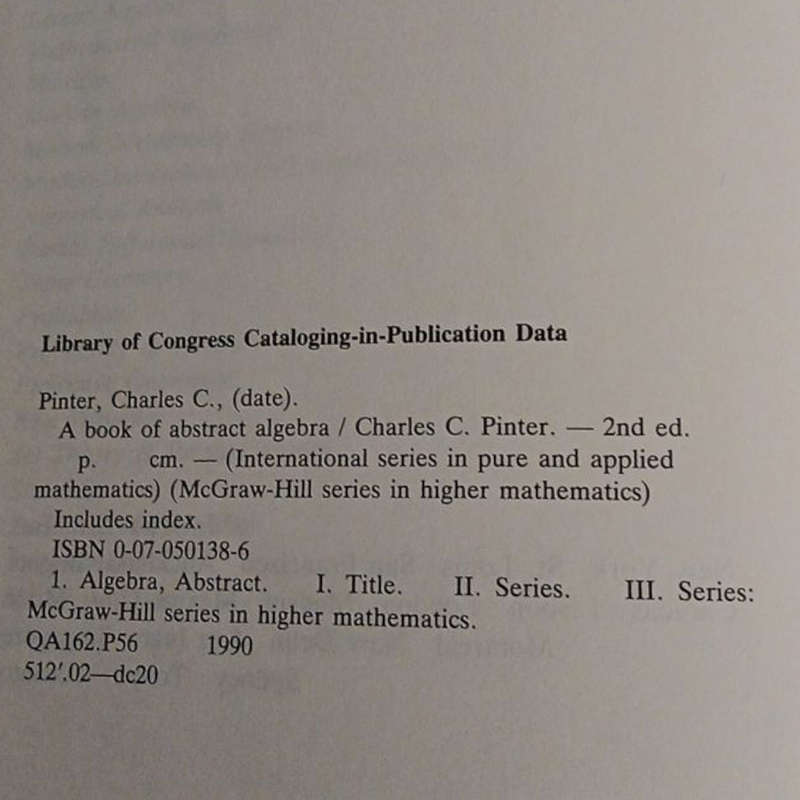 Library of Congress Cataloging-in-Publication Data
Pinter, Charles C., (date).
A book of abstract algebra / Charles C. Pinter. — 2nd ed.
p. cm. — (International series in pure and applied
mathematics) (McGraw-Hill series in higher mathematics)
Includes index.
ISBN 0-07-050138-6
1. Algebra, Abstract. I. Title. II. Series. III. Series:
McGraw-Hill series in higher mathematics.
QA162.P56 1990
512′.02—dc20